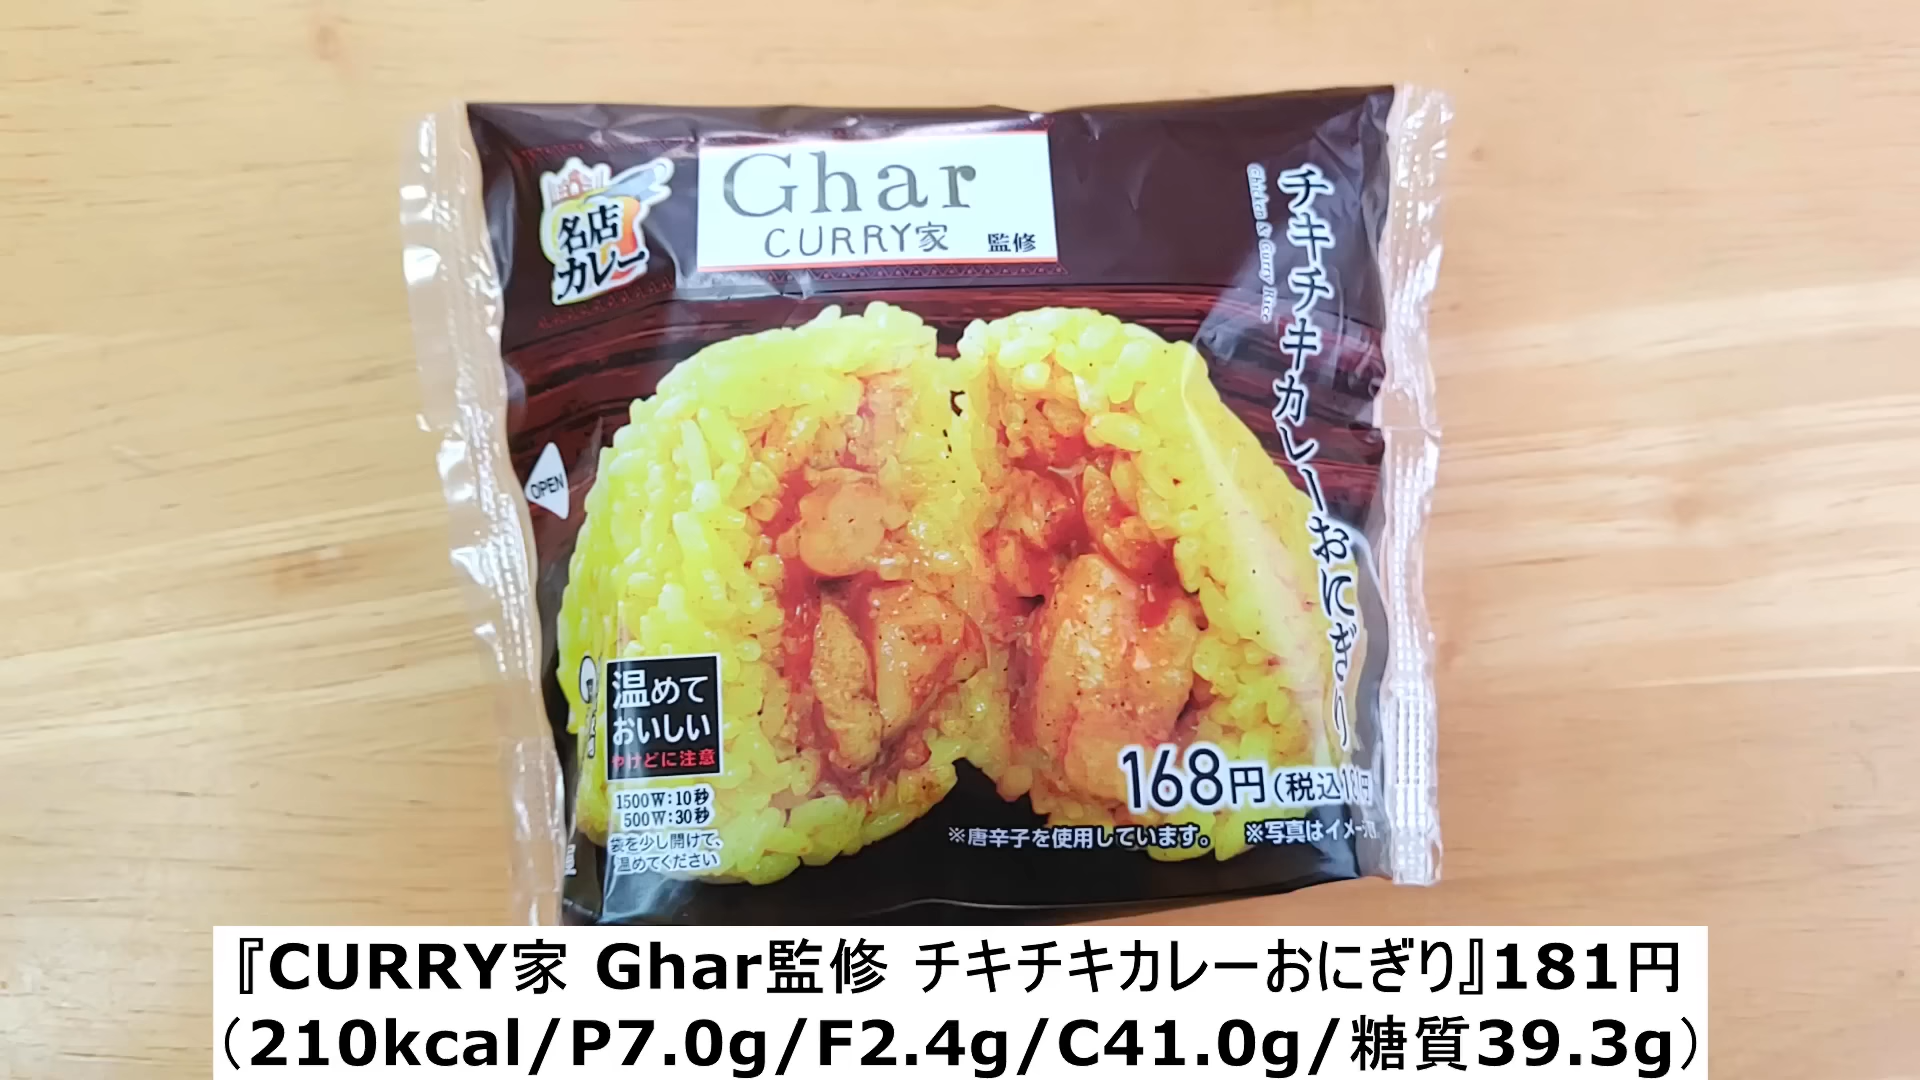 名店
カレー
Ghar
CURRY家 監修
チキチキカレーおにぎり
Chicken & Curry Rice
OPEN
温めて
おいしい
やけどに注意
1500W:10秒
500W:30秒
袋を少し開けて、
温めてください
168円(税込181円
※唐辛子を使用しています。 ※写真はイメージ
『CURRY家 Ghar監修 チキチキカレーおにぎり』181円
（210kcal/P7.0g/F2.4g/C41.0g/糖質39.3g）